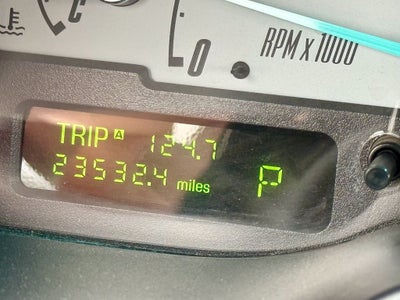 0
RPM x 1000
TRIP A 124.7
23532.4 miles
P